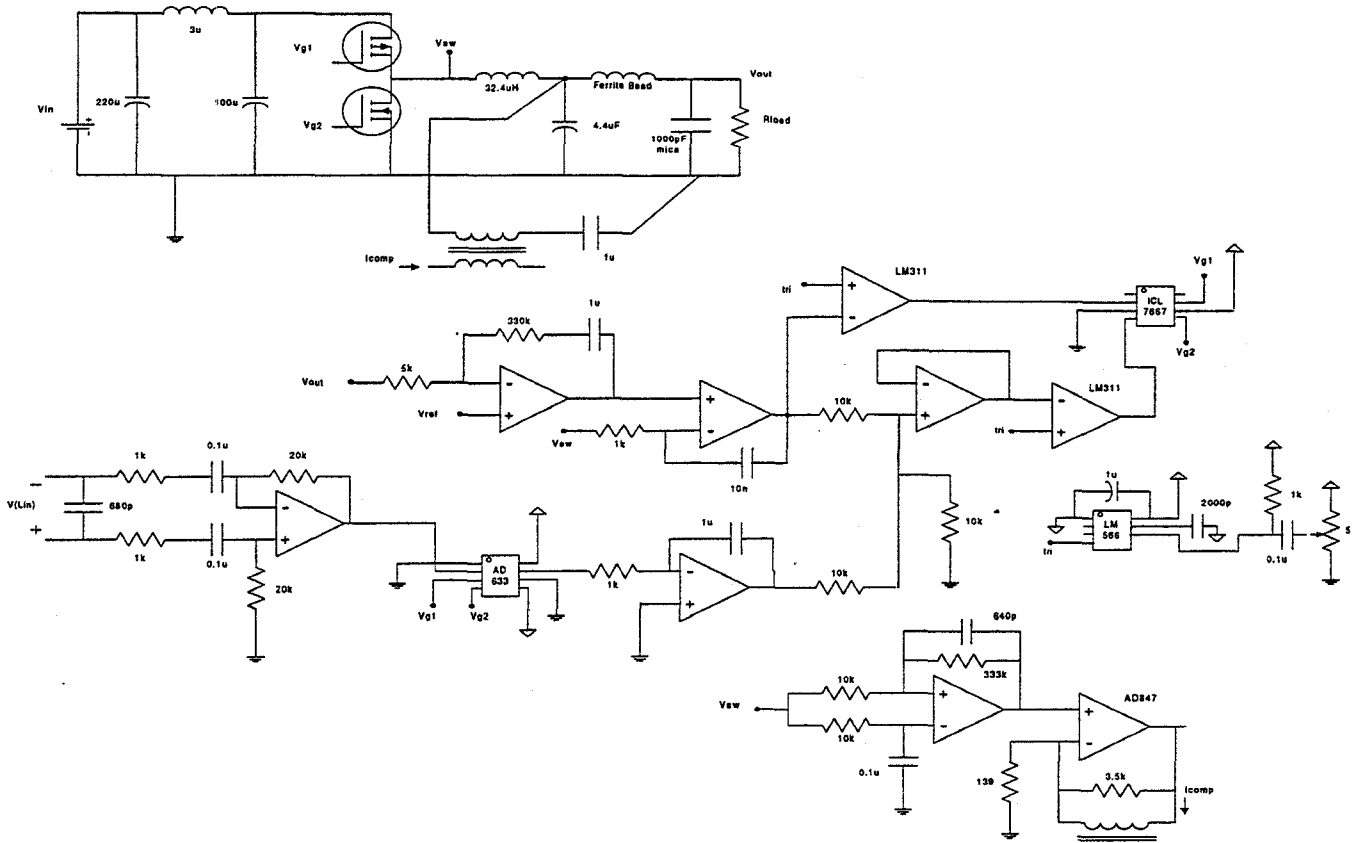 3u
Vg1
Vsw
Vout
32.4uH
Ferrite Bead
Vin
+
-
220u
100u
Vg2
4.4uF
1000pF
mica
Rload
Icomp
1u
LM311
tri
+
-
Vg1
ICL
7667
Vg2
330k
1u
Vout
5k
-
+
Vref
Vsw
1k
+
-
10n
10k
-
+
LM311
-
+
tri
V(Lin)
-
+
1k
0.1u
20k
680p
-
+
1k
0.1u
20k
AD
633
Vg1
Vg2
1k
1u
-
+
10k
10k
1u
LM
566
tri
2000p
1k
0.1u
5
640p
333k
Vsw
10k
10k
+
-
0.1u
AD847
+
-
139
3.5k
Icomp